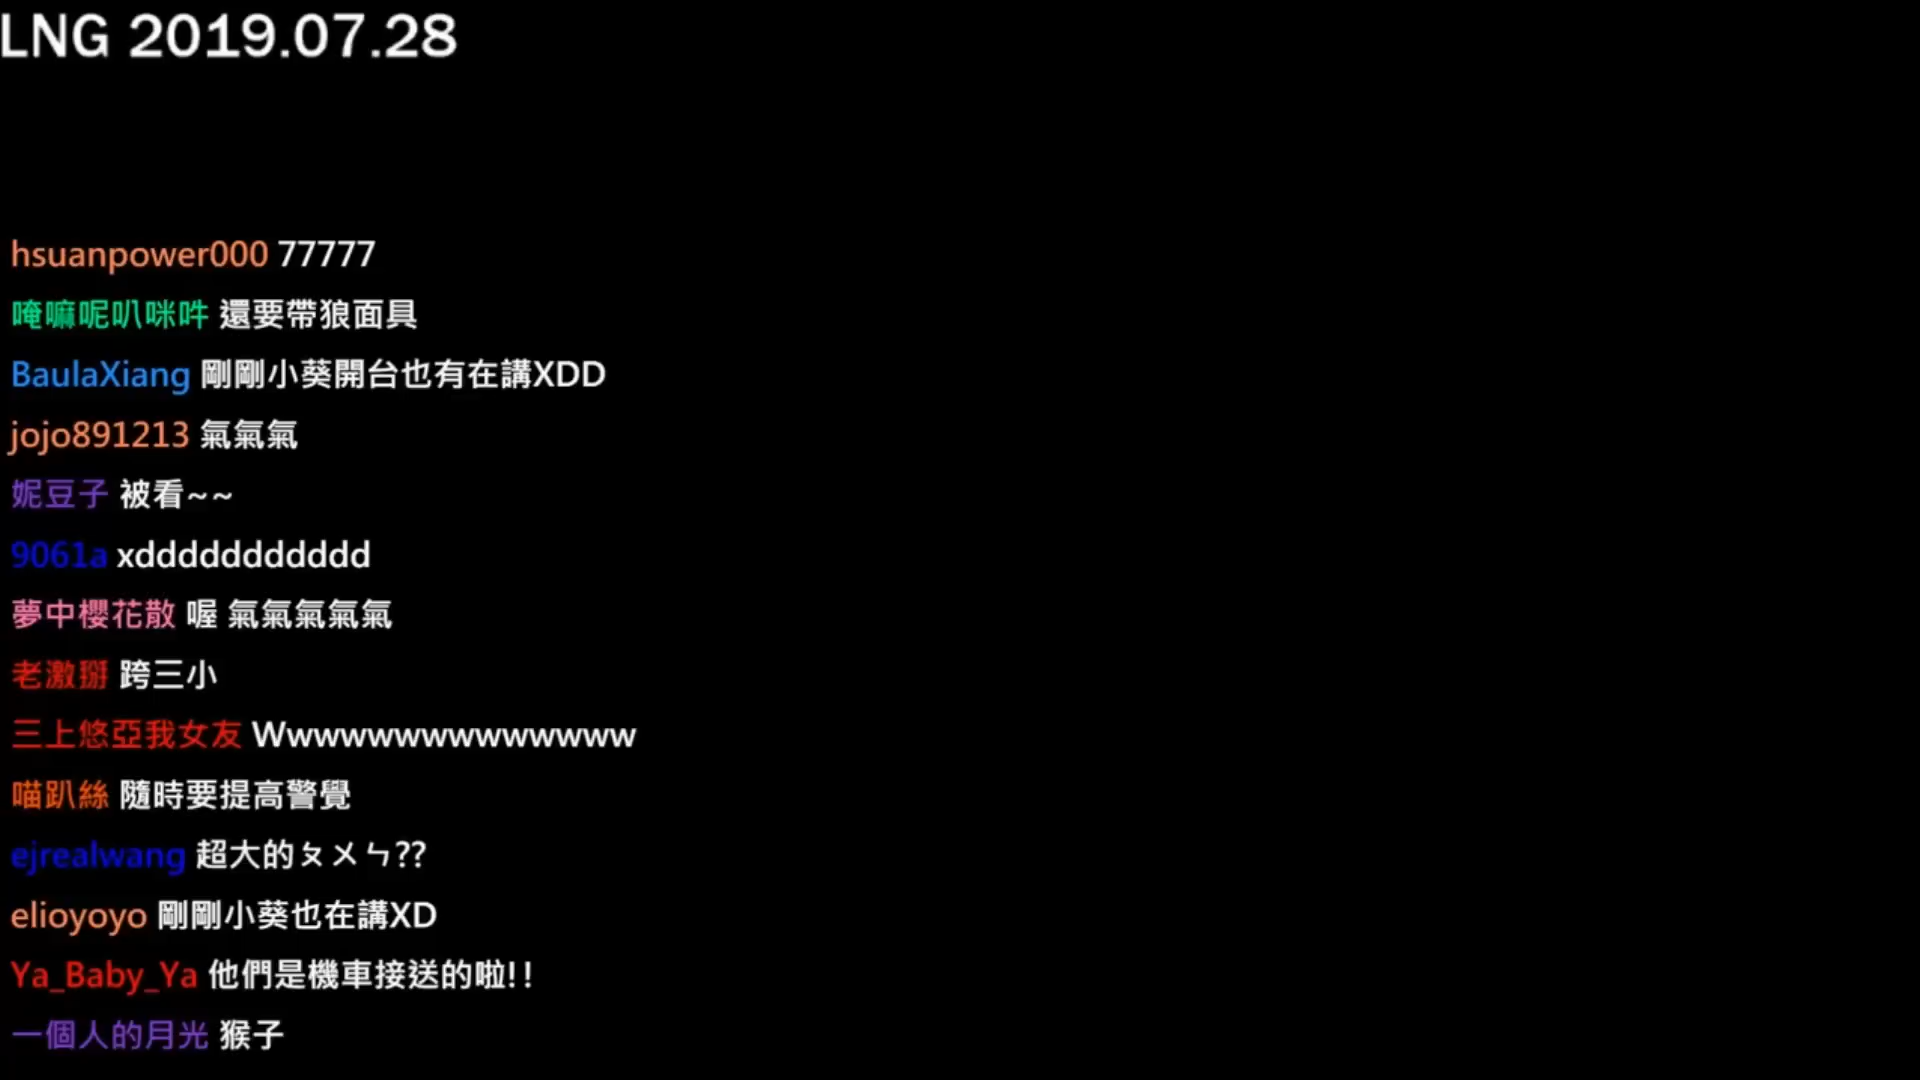 LNG 2019.07.28
hsuanpower000 77777
唵嘛呢叭咪吽 還要帶狼面具
BaulaXiang 剛剛小葵開台也有在講XDD
jojo891213 氣氣氣
妮豆子 被看~~
9061a xddddddddddd
夢中櫻花散 喔 氣氣氣氣氣
老激掰 跨三小
三上悠亞我女友 Wwwwwwwwwwwwww
喵趴絲 隨時要提高警覺
ejrealwang 超大的ㄆㄨㄣ??
elioyoyo 剛剛小葵也在講XD
Ya_Baby_Ya 他們是機車接送的啦!!
一個人的月光 猴子